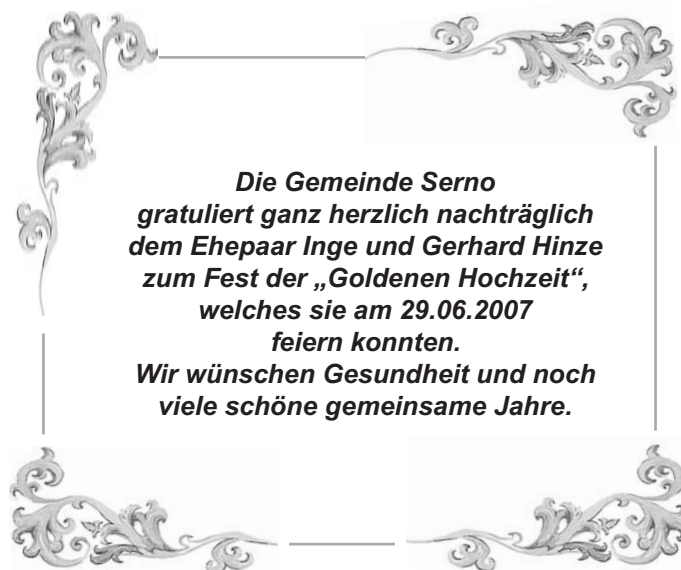 Die Gemeinde Serno
gratuliert ganz herzlich nachträglich
dem Ehepaar Inge und Gerhard Hinze
zum Fest der „Goldenen Hochzeit“,
welches sie am 29.06.2007
feiern konnten.
Wir wünschen Gesundheit und noch
viele schöne gemeinsame Jahre.